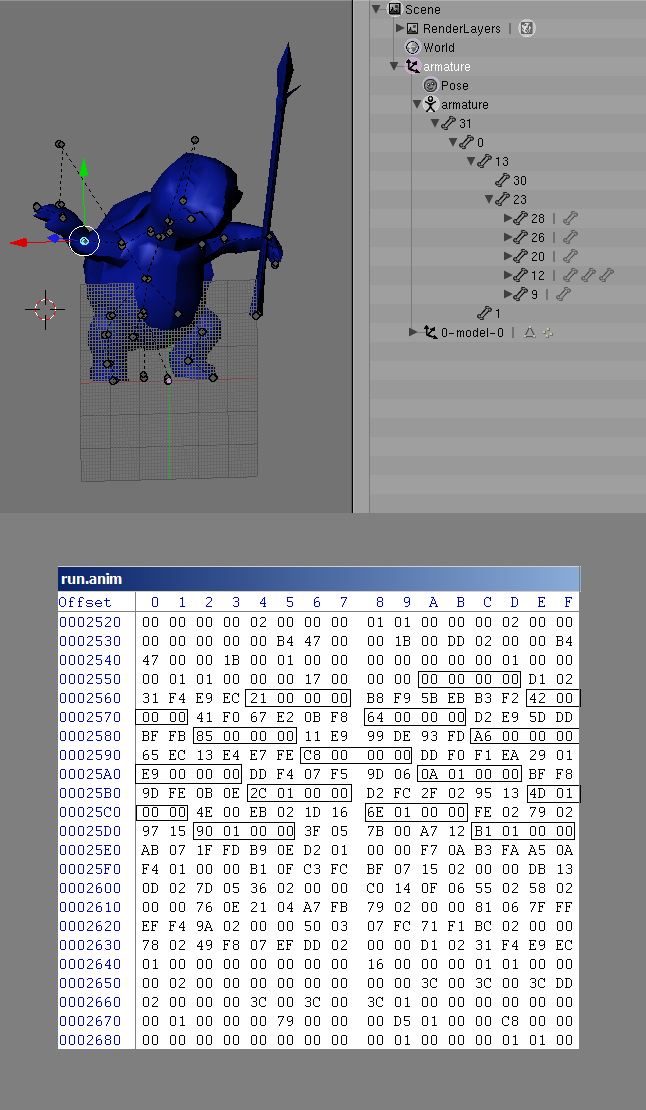 Scene
RenderLayers |
World
armature
Pose
armature
31
0
13
30
23
28 |
26 |
20 |
12 |
9 |
1
0-model-0 |
run.anim
Offset 0 1 2 3 4 5 6 7 8 9 A B C D E F
0002520 00 00 00 00 02 00 00 00 01 01 00 00 00 02 00 00
0002530 00 00 00 00 00 B4 47 00 00 1B 00 DD 02 00 00 B4
0002540 47 00 00 1B 00 01 00 00 00 00 00 00 00 01 00 00
0002550 00 01 01 00 00 00 17 00 00 00 00 00 00 00 D1 02
0002560 31 F4 E9 EC 21 00 00 00 B8 F9 5B EB B3 F2 42 00
0002570 00 00 41 F0 67 E2 0B F8 64 00 00 00 D2 E9 5D DD
0002580 BF FB 85 00 00 00 11 E9 99 DE 93 FD A6 00 00 00
0002590 65 EC 13 E4 E7 FE C8 00 00 00 DD F0 F1 EA 29 01
00025A0 E9 00 00 00 DD F4 07 F5 9D 06 0A 01 00 00 BF F8
00025B0 9D FE 0B 0E 2C 01 00 00 D2 FC 2F 02 95 13 4D 01
00025C0 00 00 4E 00 EB 02 1D 16 6E 01 00 00 FE 02 79 02
00025D0 97 15 90 01 00 00 3F 05 7B 00 A7 12 B1 01 00 00
00025E0 AB 07 1F FD B9 0E D2 01 00 00 F7 0A B3 FA A5 0A
00025F0 F4 01 00 00 B1 0F C3 FC BF 07 15 02 00 00 DB 13
0002600 0D 02 7D 05 36 02 00 00 C0 14 0F 06 55 02 58 02
0002610 00 00 76 0E 21 04 A7 FB 79 02 00 00 81 06 7F FF
0002620 EF F4 9A 02 00 00 50 03 07 FC 71 F1 BC 02 00 00
0002630 78 02 49 F8 07 EF DD 02 00 00 D1 02 31 F4 E9 EC
0002640 01 00 00 00 00 00 00 00 16 00 00 00 01 01 00 00
0002650 00 02 00 00 00 00 00 00 00 00 3C 00 3C 00 3C DD
0002660 02 00 00 00 3C 00 3C 00 3C 01 00 00 00 00 00 00
0002670 00 01 00 00 00 79 00 00 00 D5 01 00 00 C8 00 00
0002680 00 00 00 00 00 00 00 00 00 01 00 00 00 01 01 00